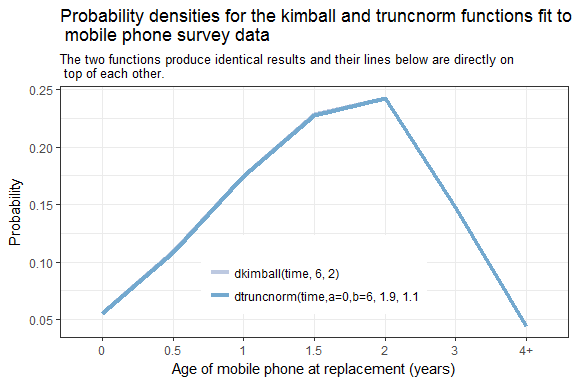 Probability densities for the kimball and truncnorm functions fit to
mobile phone survey data
The two functions produce identical results and their lines below are directly on
top of each other.
0.25
0.20
0.15
0.10
0.05
Probability
dkimball(time, 6, 2)
dtruncnorm(time,a=0,b=6, 1.9, 1.1
0 0.5 1 1.5 2 3 4+
Age of mobile phone at replacement (years)